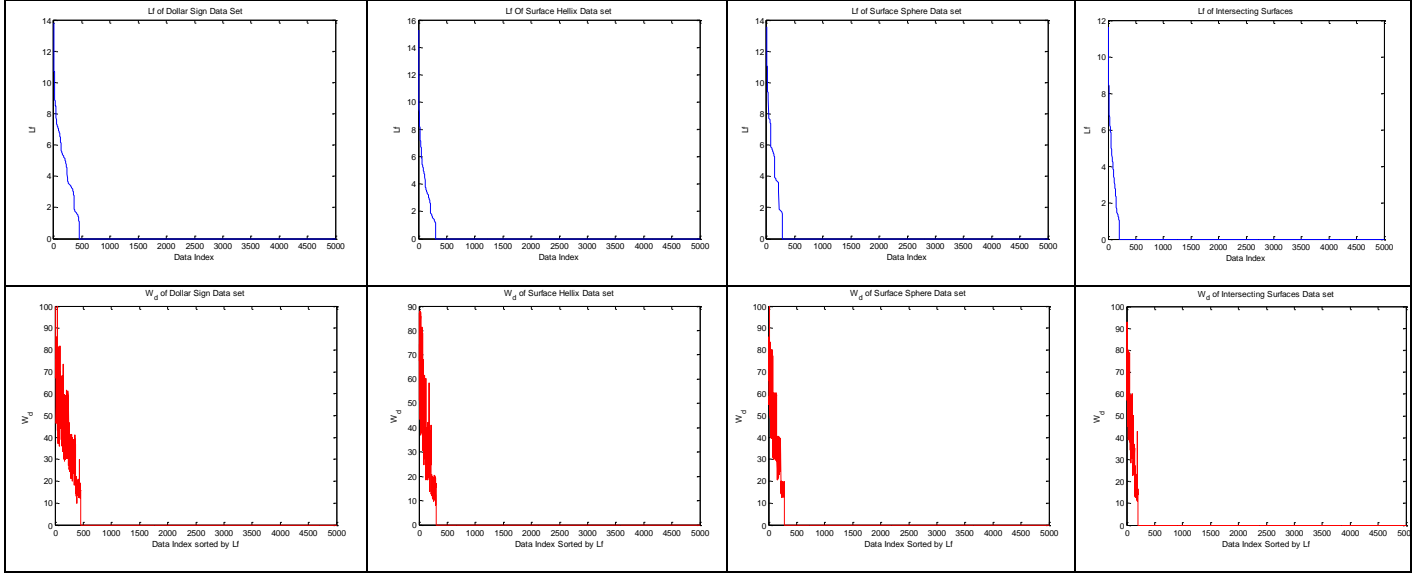 Lf of Dollar Sign Data Set
14
12
10
8
6
4
2
0
Lf
0 500 1000 1500 2000 2500 3000 3500 4000 4500 5000
Data Index
Lf Of Surface Hellix Data Set
16
14
12
10
8
6
4
2
0
Lf
0 500 1000 1500 2000 2500 3000 3500 4000 4500 5000
Data Index
Lf of Surface Sphere Data set
14
12
10
8
6
4
2
0
Lf
0 500 1000 1500 2000 2500 3000 3500 4000 4500 5000
Data Index
Lf of Intersecting Surfaces
12
10
8
6
4
2
0
Lf
0 500 1000 1500 2000 2500 3000 3500 4000 4500 5000
Data Index
W_d of Dollar Sign Data set
100
90
80
70
60
50
40
30
20
10
0
W_d
0 500 1000 1500 2000 2500 3000 3500 4000 4500 5000
Data Index sorted by Lf
W_d of Surface Hellix Data set
90
80
70
60
50
40
30
20
10
0
W_d
0 500 1000 1500 2000 2500 3000 3500 4000 4500 5000
Data Index Sorted by Lf
W_d of Surface Sphere Data set
100
90
80
70
60
50
40
30
20
10
0
W_d
0 500 1000 1500 2000 2500 3000 3500 4000 4500 5000
Data Index Sorted by Lf
W_d of Intersecting Surfaces Data set
100
90
80
70
60
50
40
30
20
10
0
W_d
0 500 1000 1500 2000 2500 3000 3500 4000 4500 5000
Data Index Sorted by Lf